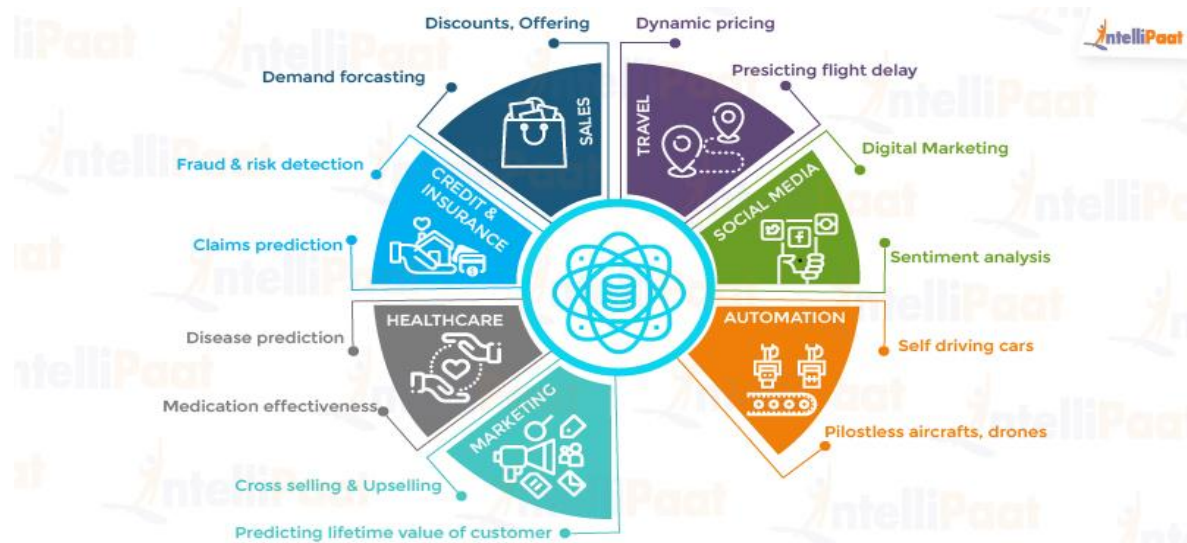 Discounts, Offering
Dynamic pricing
IntelliPaat
Demand forcasting
Presicting flight delay
SALES
TRAVEL
Fraud & risk detection
Digital Marketing
CREDIT &
INSURANCE
SOCIAL MEDIA
Claims prediction
Sentiment analysis
HEALTHCARE
AUTOMATION
Disease prediction
Self driving cars
Medication effectiveness
MARKETING
Pilostless aircrafts, drones
Cross selling & Upselling
Predicting lifetime value of customer